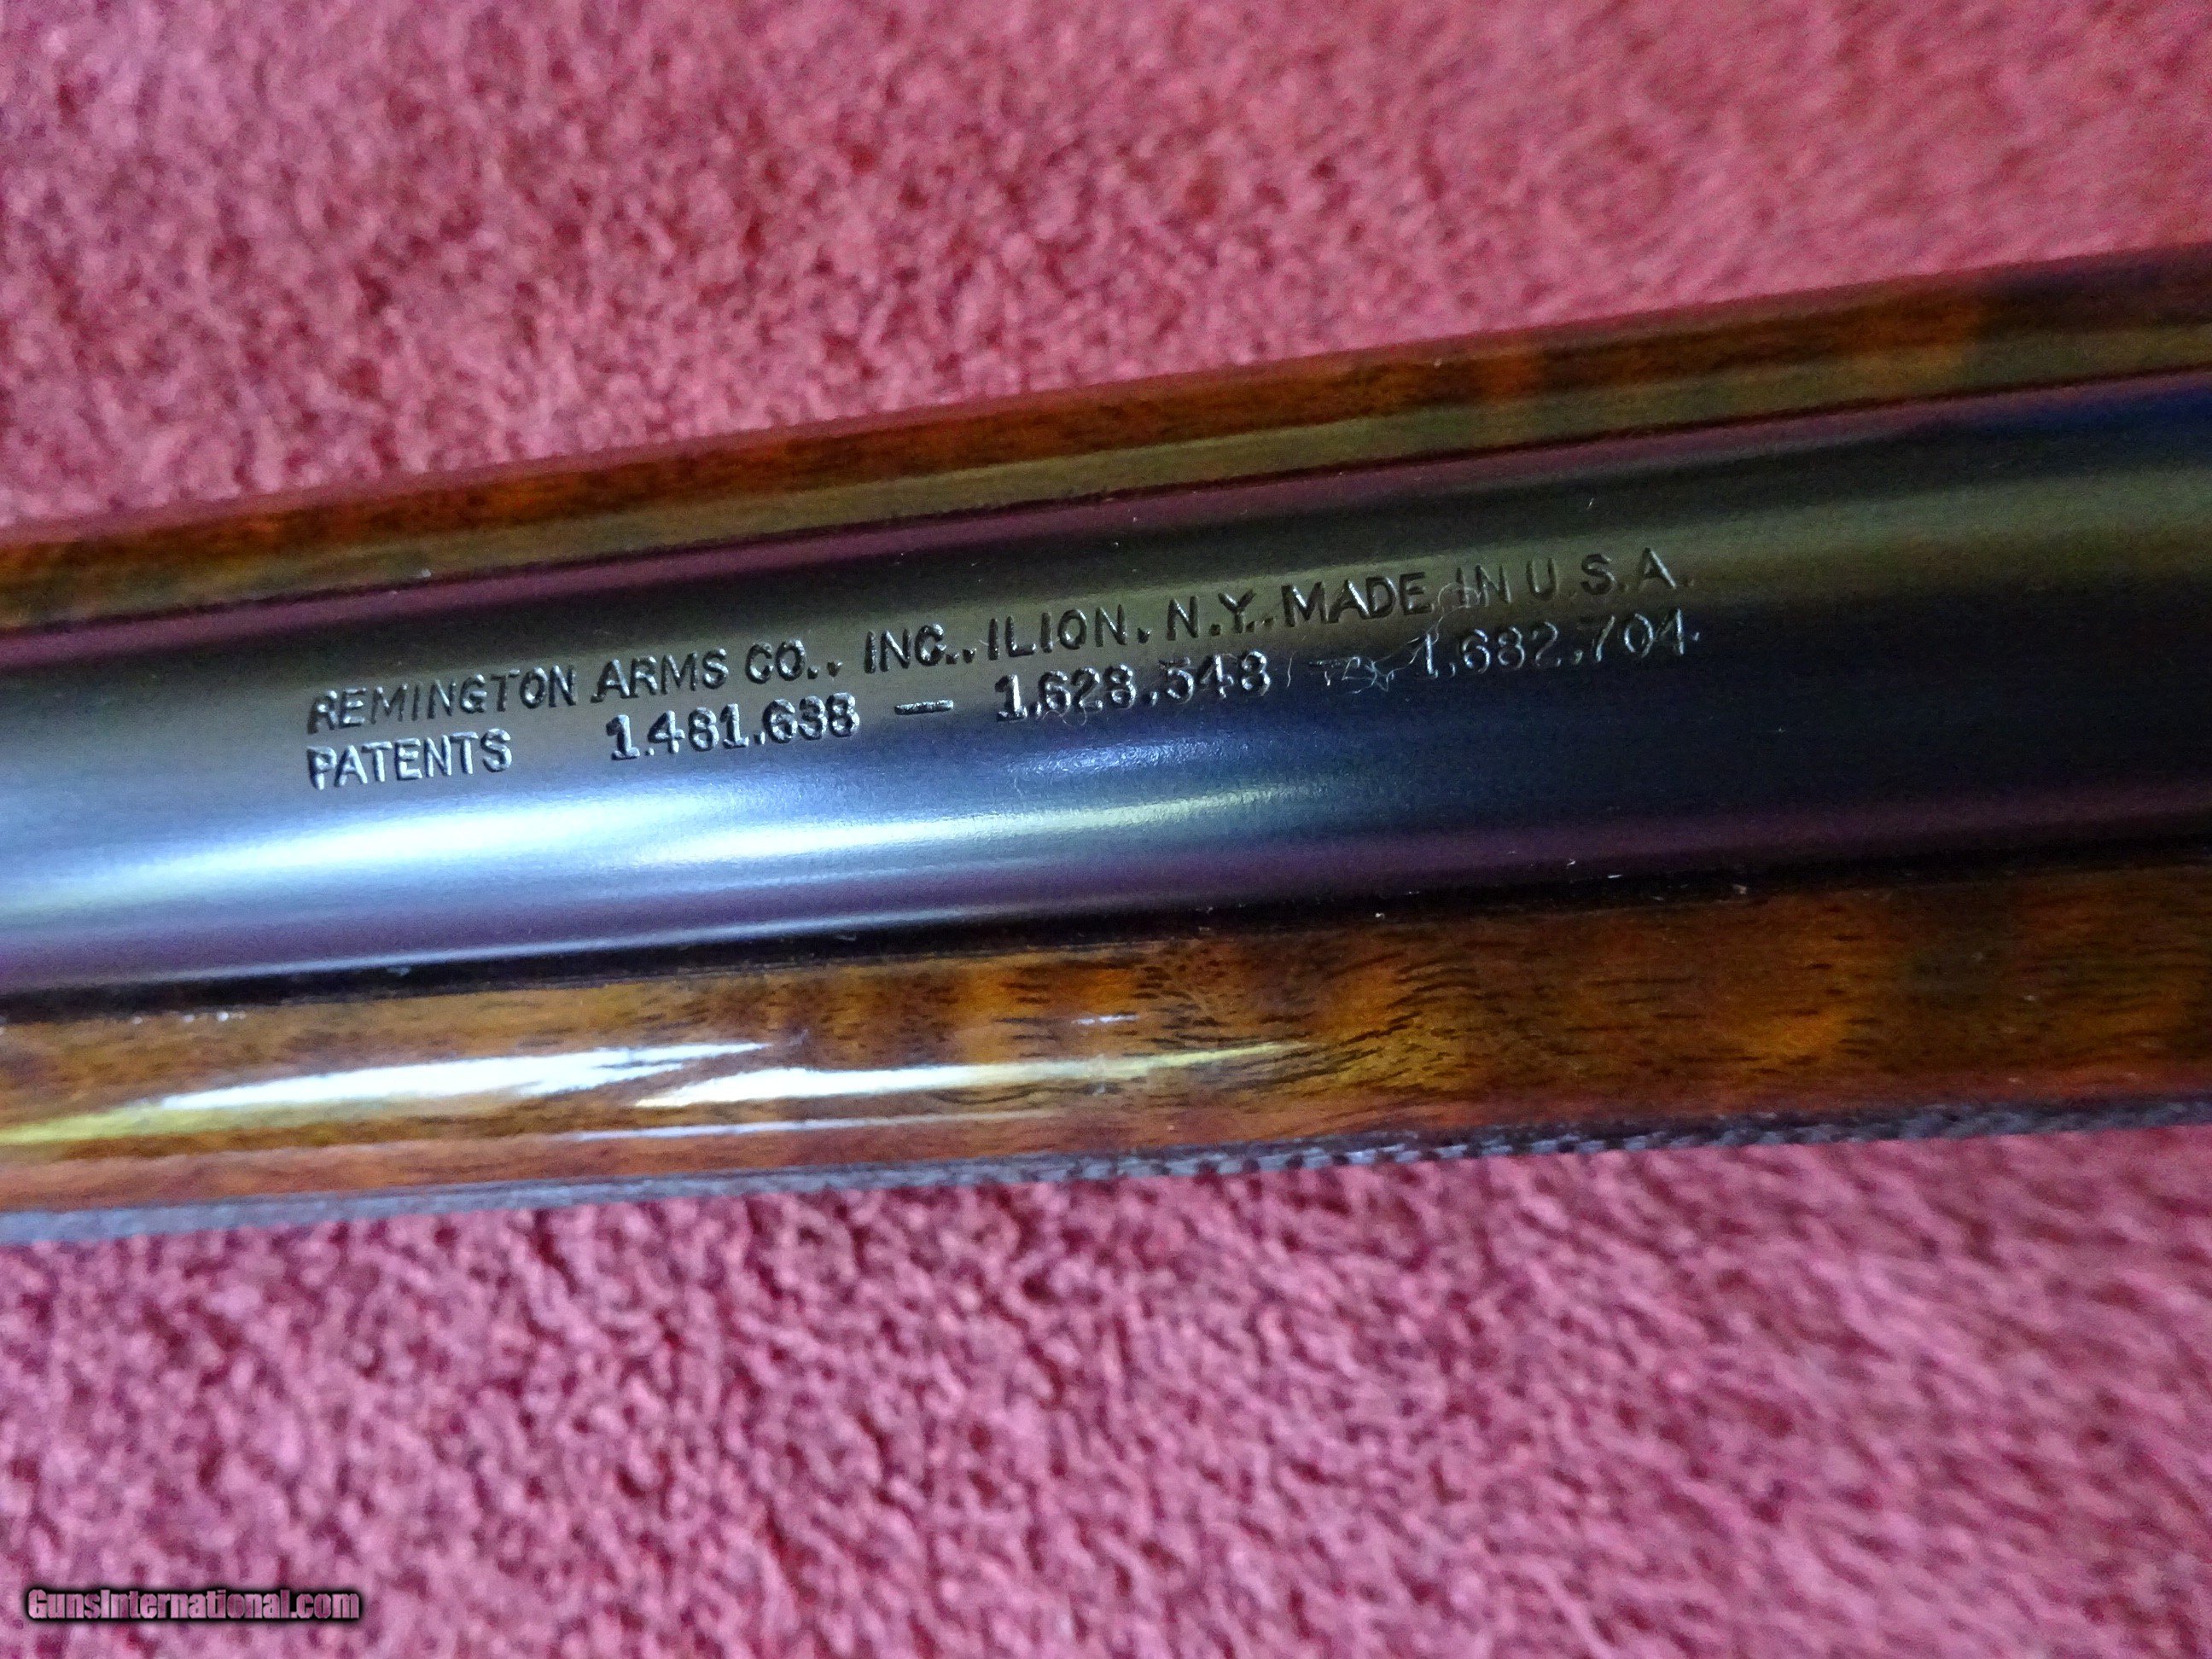 REMINGTON ARMS CO., INC., ILION, N.Y., MADE IN U.S.A.
PATENTS 1,481,638 — 1,628,548 — 1,682,704.
GunsInternational.com